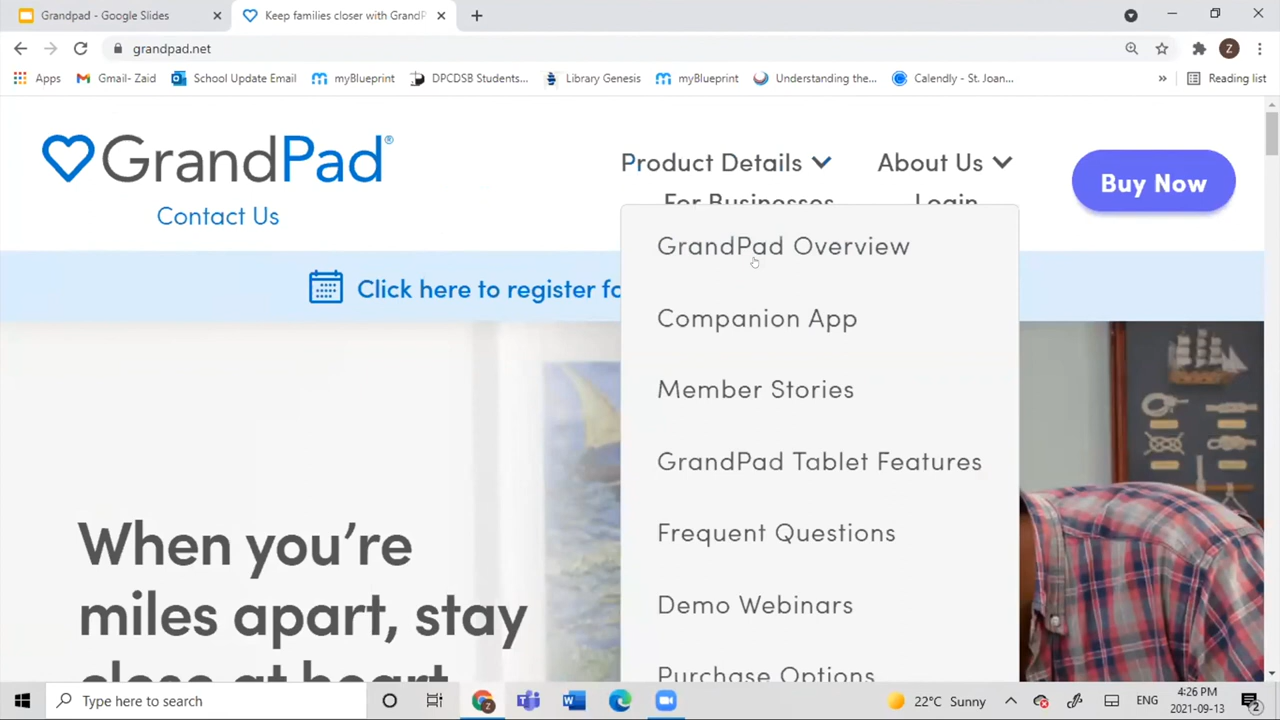 Grandpad - Google Slides
Keep families closer with GrandP
grandpad.net
Z
Apps
Gmail- Zaid
School Update Email
myBlueprint
DPCDSB Students...
Library Genesis
myBlueprint
Understanding the...
Calendly - St. Joan...
»
Reading list
GrandPad®
Contact Us
Product Details
About Us
For Businesses
Login
Buy Now
Click here to register fo
GrandPad Overview
Companion App
Member Stories
GrandPad Tablet Features
Frequent Questions
Demo Webinars
Purchase Options
When you're
miles apart, stay
close at heart
Type here to search
22°C Sunny
ENG
4:26 PM
2021-09-13
2